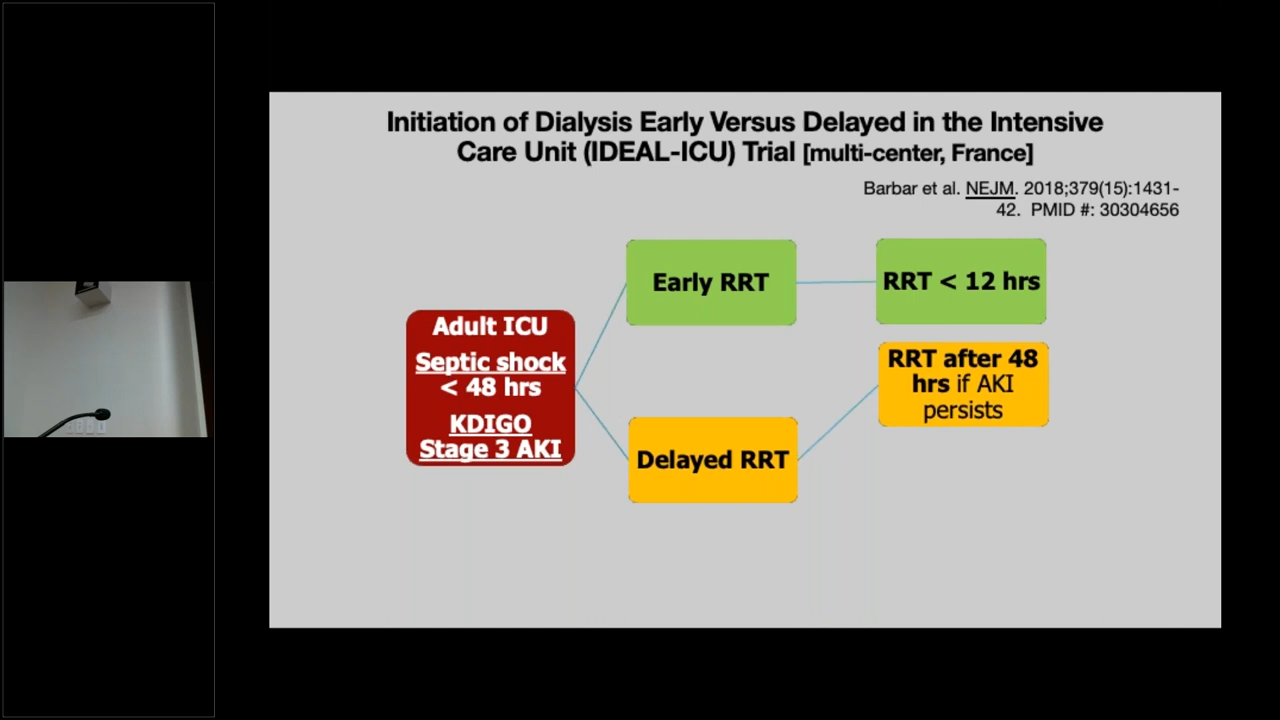 Initiation of Dialysis Early Versus Delayed in the Intensive
Care Unit (IDEAL-ICU) Trial [multi-center, France]
Barbar et al. NEJM. 2018;379(15):1431-
42. PMID #: 30304656
Adult ICU
Septic shock
< 48 hrs
KDIGO
Stage 3 AKI
Early RRT
RRT < 12 hrs
Delayed RRT
RRT after 48
hrs if AKI
persists